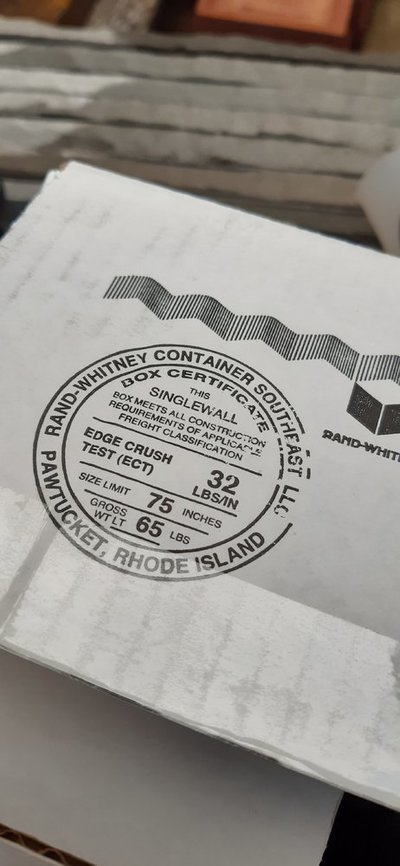 RAND-WHITNEY CONTAINER SOUTHEAST LLC
BOX CERTIFICATE
THIS
SINGLEWALL
BOX MEETS ALL CONSTRUCTION
REQUIREMENTS OF APPLICABLE
FREIGHT CLASSIFICATION
EDGE CRUSH
TEST (ECT)
32
LBS/IN
SIZE LIMIT 75 INCHES
GROSS
WT LT 65 LBS
PAWTUCKET, RHODE ISLAND
RAND-WHIT